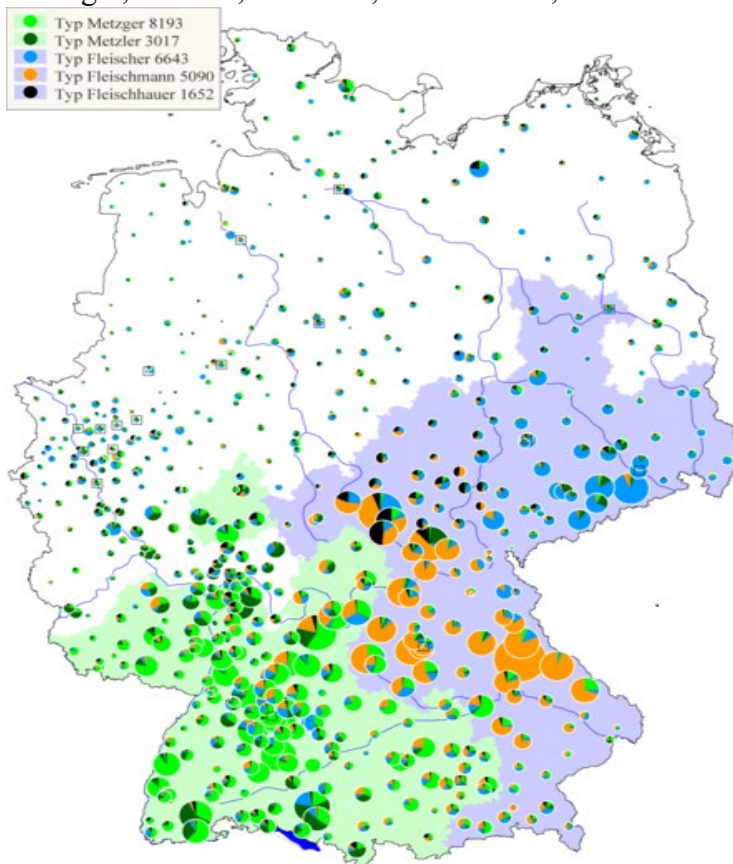 Typ Metzger 8193
Typ Metzler 3017
Typ Fleischer 6643
Typ Fleischmann 5090
Typ Fleischhauer 1652